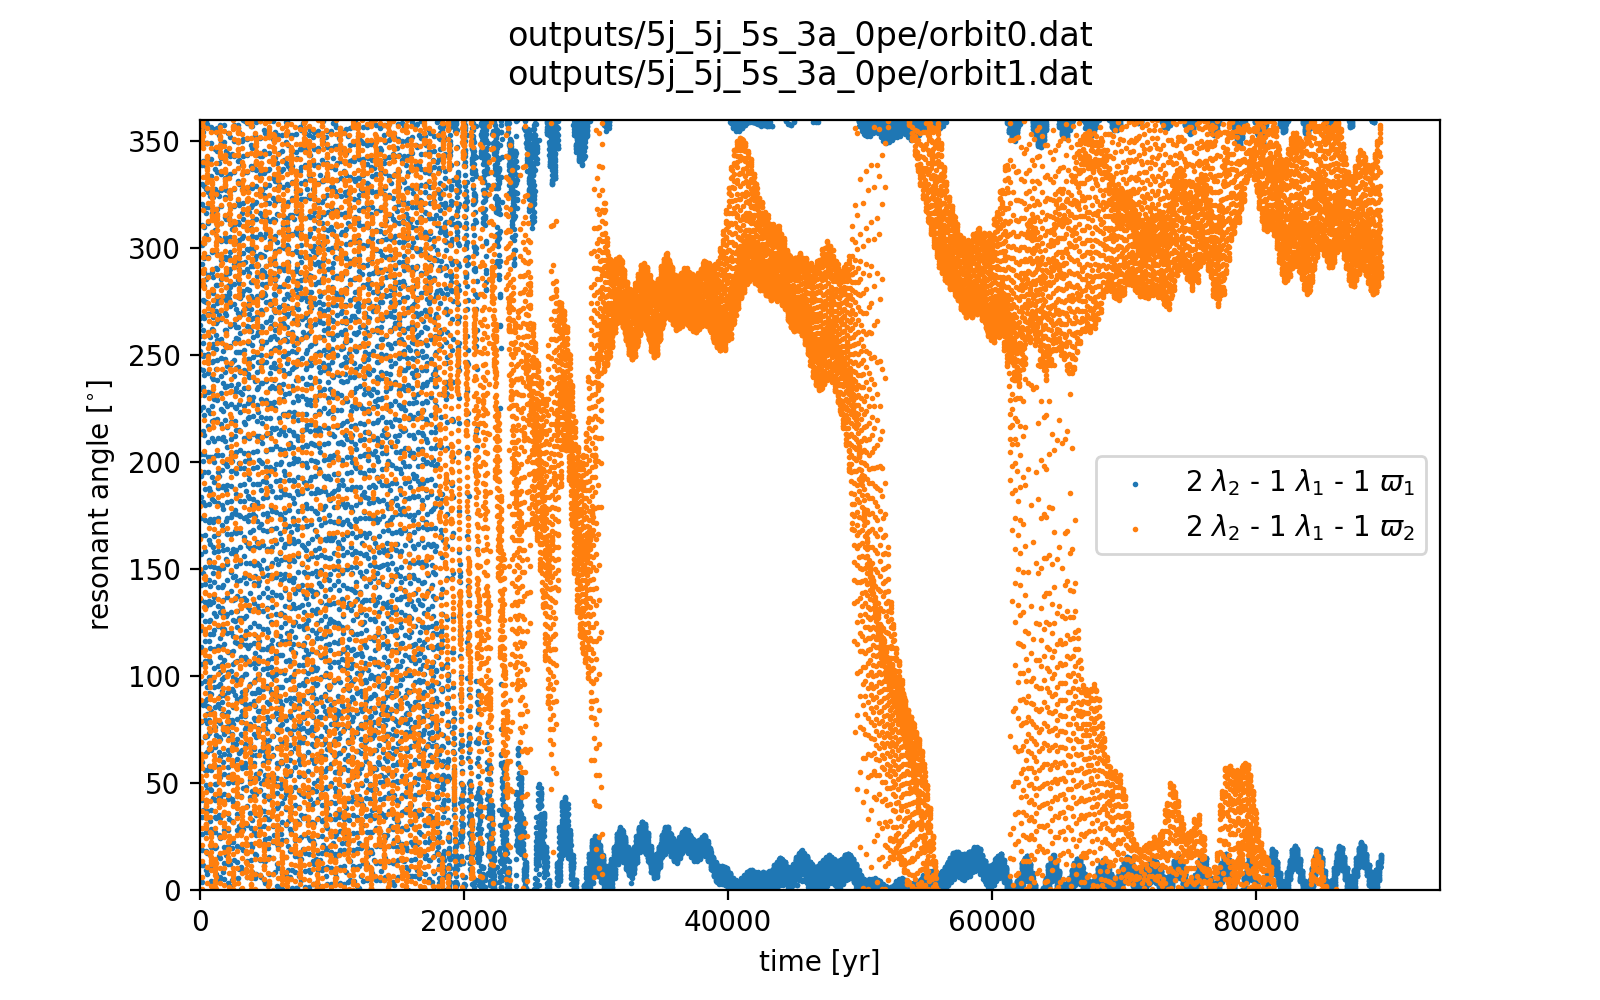 outputs/5j_5j_5s_3a_0pe/orbit0.dat
outputs/5j_5j_5s_3a_0pe/orbit1.dat
350
300
250
200
150
100
50
0
resonant angle [°]
2 λ₂ - 1 λ₁ - 1 ϖ₁
2 λ₂ - 1 λ₁ - 1 ϖ₂
0
20000
40000
60000
80000
time [yr]